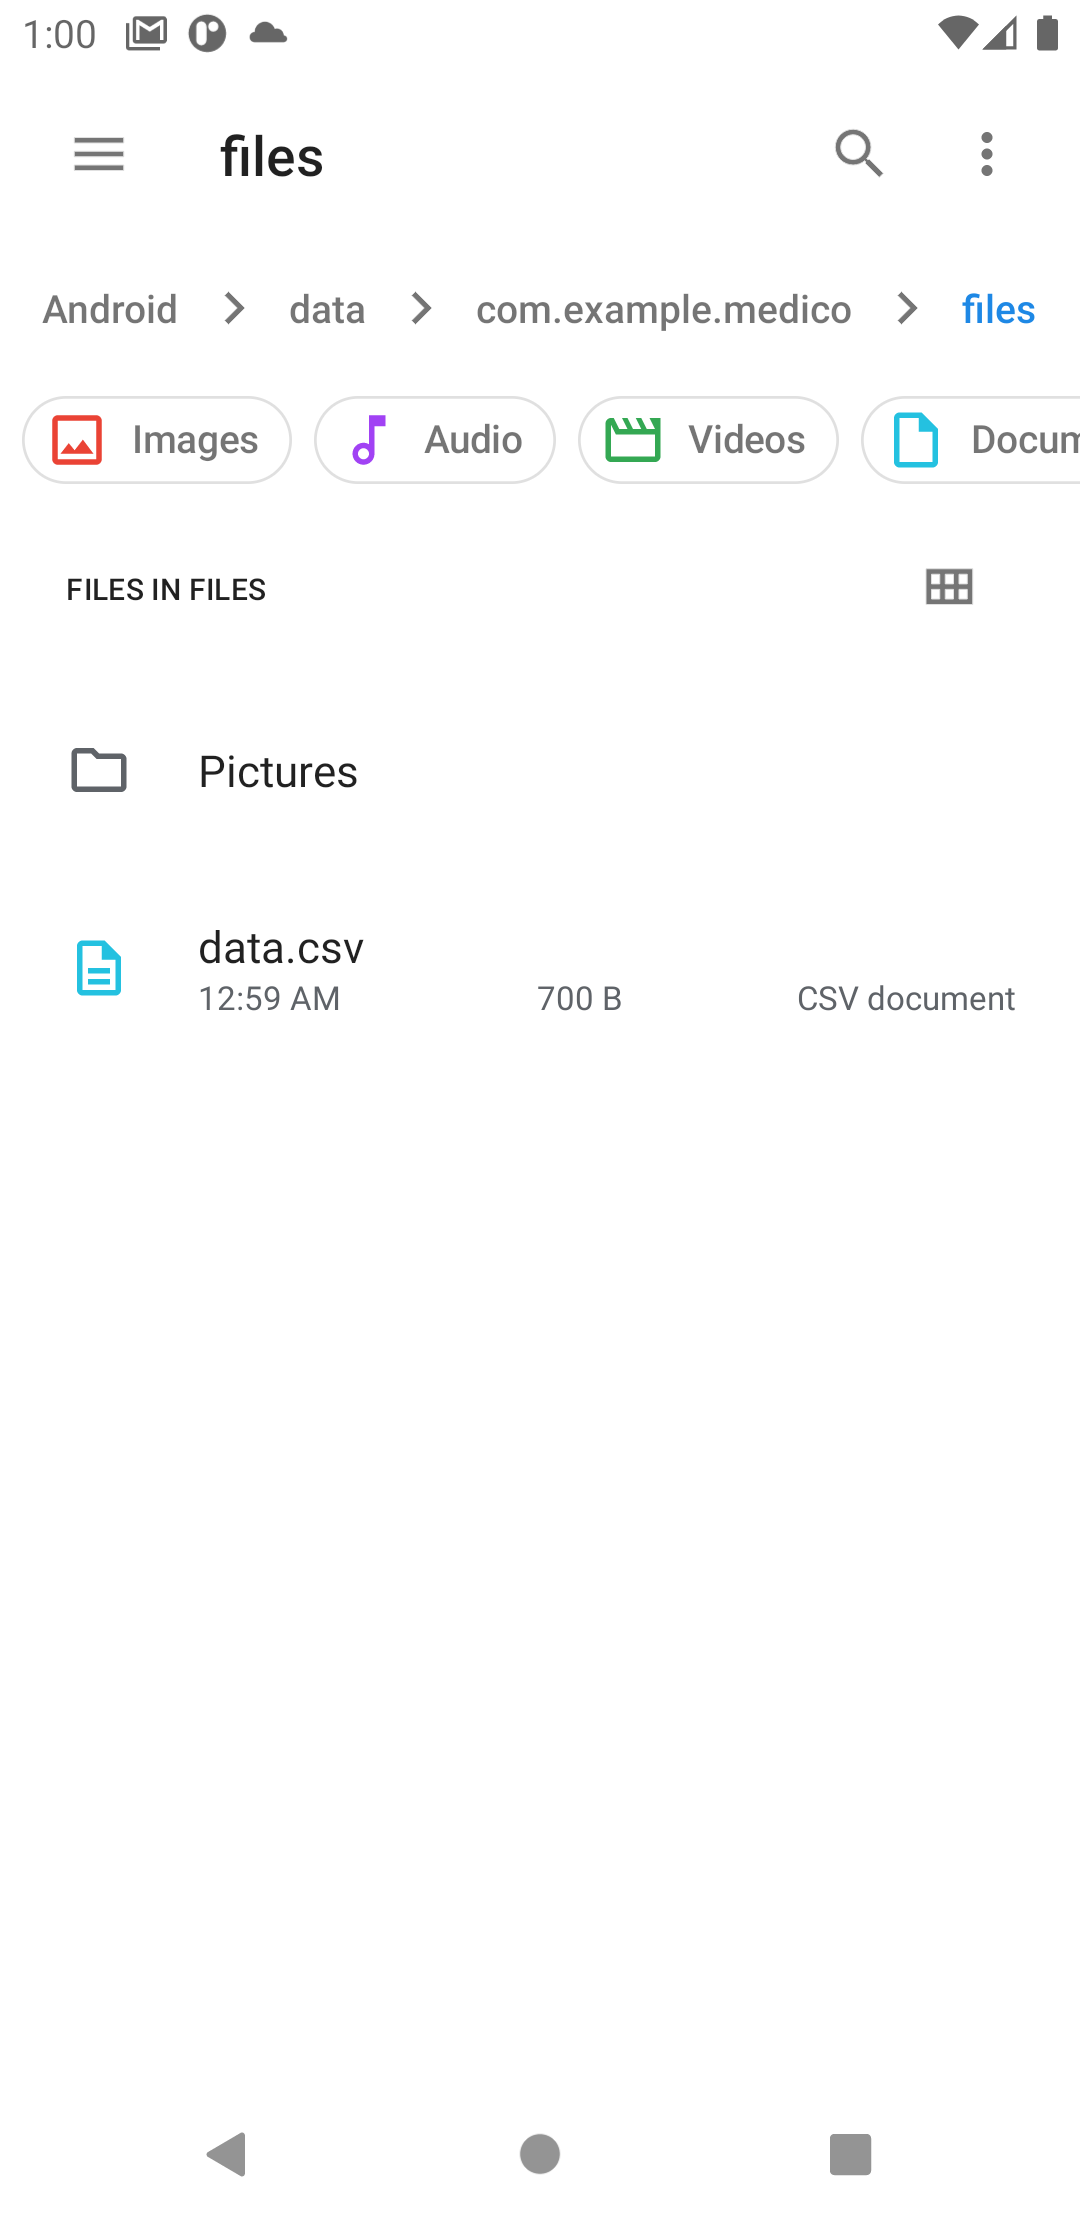 1:00
files
Android data com.example.medico files
Images Audio Videos Docum
FILES IN FILES
Pictures
data.csv
12:59 AM 700 B CSV document